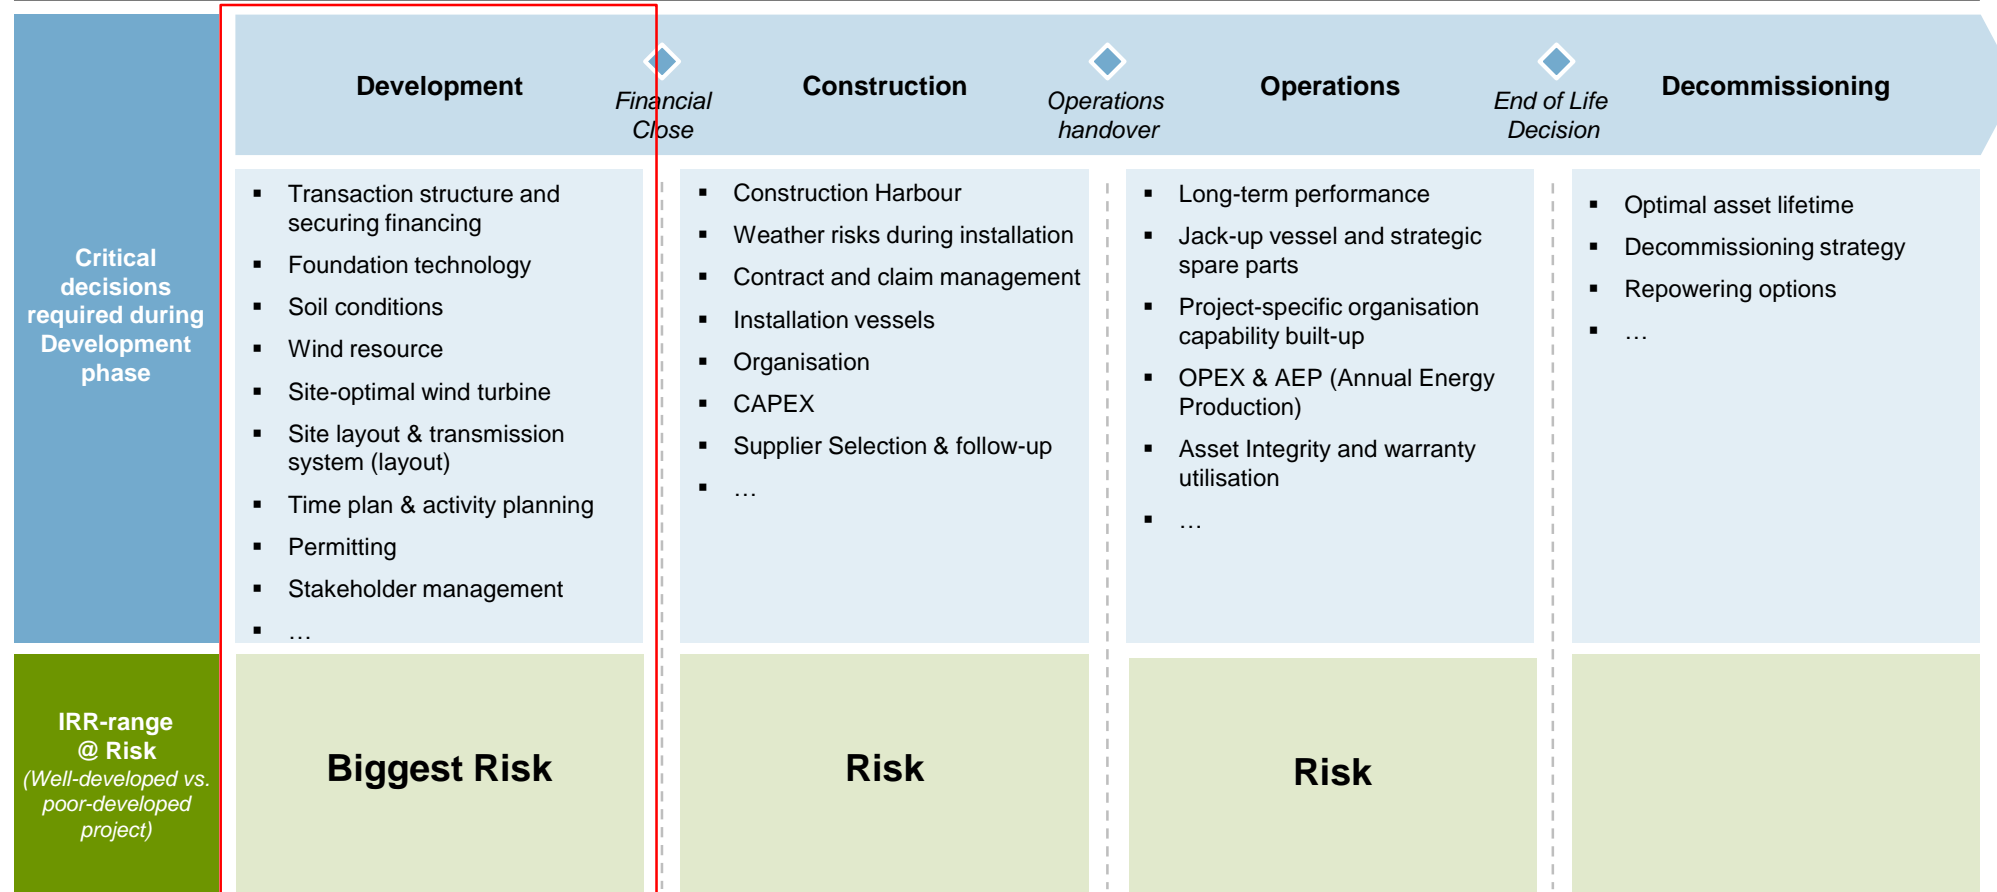 Development
Financial
Close
Construction
Operations
handover
Operations
End of Life
Decision
Decommissioning
Critical
decisions
required during
Development
phase
▪ Transaction structure and
securing financing
▪ Foundation technology
▪ Soil conditions
▪ Wind resource
▪ Site-optimal wind turbine
▪ Site layout & transmission
system (layout)
▪ Time plan & activity planning
▪ Permitting
▪ Stakeholder management
▪ …
▪ Construction Harbour
▪ Weather risks during installation
▪ Contract and claim management
▪ Installation vessels
▪ Organisation
▪ CAPEX
▪ Supplier Selection & follow-up
▪ …
▪ Long-term performance
▪ Jack-up vessel and strategic
spare parts
▪ Project-specific organisation
capability built-up
▪ OPEX & AEP (Annual Energy
Production)
▪ Asset Integrity and warranty
utilisation
▪ …
▪ Optimal asset lifetime
▪ Decommissioning strategy
▪ Repowering options
▪ …
IRR-range
@ Risk
(Well-developed vs.
poor-developed
project)
Biggest Risk
Risk
Risk